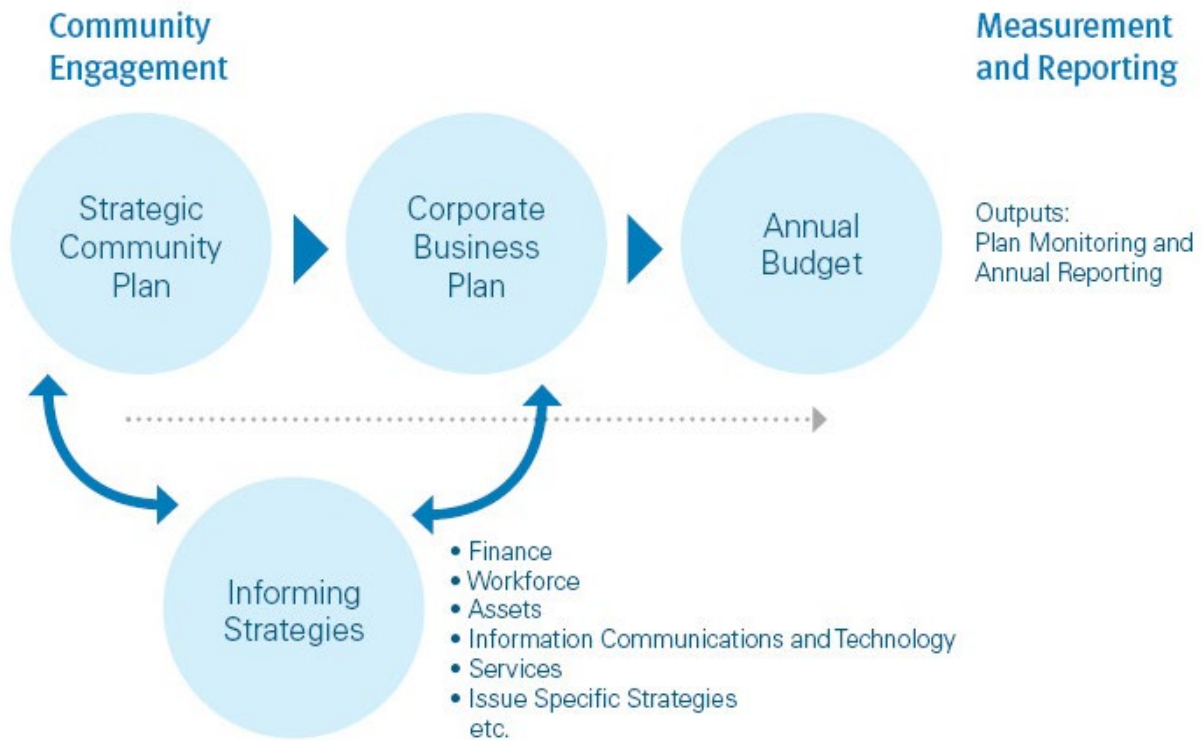 Community
Engagement
Measurement
and Reporting
Strategic
Community
Plan
Corporate
Business
Plan
Annual
Budget
Outputs:
Plan Monitoring and
Annual Reporting
Informing
Strategies
• Finance
• Workforce
• Assets
• Information Communications and Technology
• Services
• Issue Specific Strategies
etc.